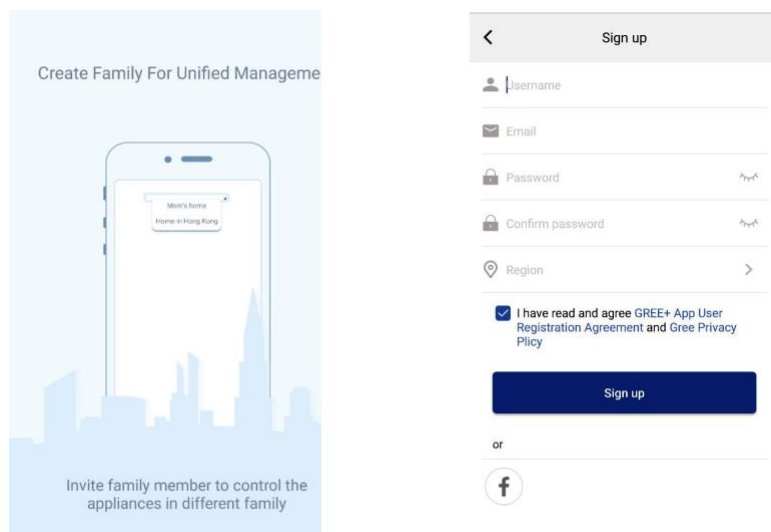 Create Family For Unified Manageme
Mom's home
Home in Hong Kong
Invite family member to control the
appliances in different family
Sign up
Username
Email
Password
Confirm password
Region
I have read and agree GREE+ App User
Registration Agreement and Gree Privacy
Plicy
Sign up
or
f